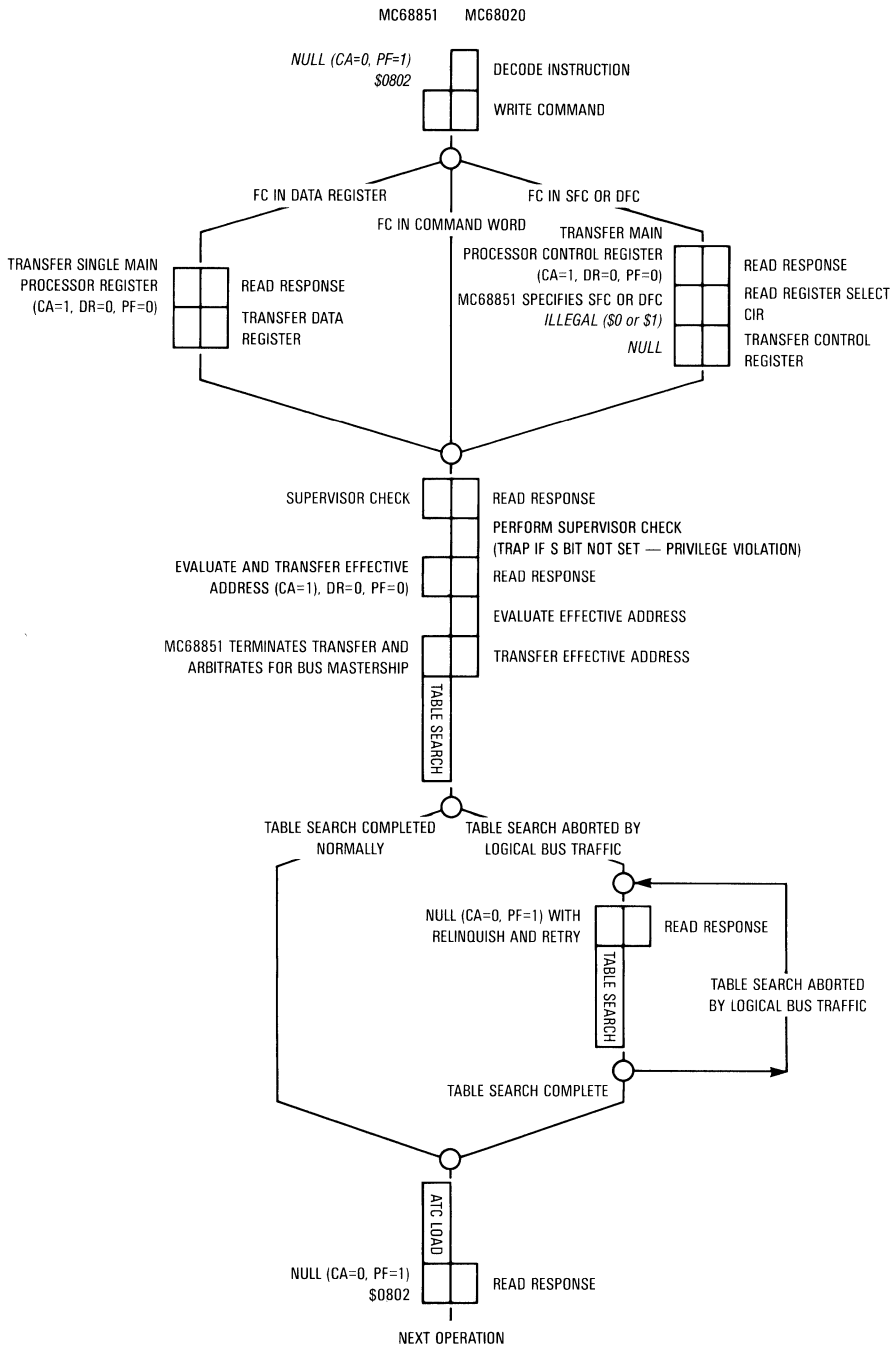 MC68851 MC68020
NULL (CA=0, PF=1)
$0802
DECODE INSTRUCTION
WRITE COMMAND
FC IN DATA REGISTER
FC IN COMMAND WORD
FC IN SFC OR DFC
TRANSFER SINGLE MAIN
PROCESSOR REGISTER
(CA=1, DR=0, PF=0)
READ RESPONSE
TRANSFER DATA
REGISTER
TRANSFER MAIN
PROCESSOR CONTROL REGISTER
(CA=1, DR=0, PF=0)
MC68851 SPECIFIES SFC OR DFC
ILLEGAL ($0 or $1)
NULL
READ RESPONSE
READ REGISTER SELECT
CIR
TRANSFER CONTROL
REGISTER
SUPERVISOR CHECK
READ RESPONSE
PERFORM SUPERVISOR CHECK
(TRAP IF S BIT NOT SET — PRIVILEGE VIOLATION)
EVALUATE AND TRANSFER EFFECTIVE
ADDRESS (CA=1), DR=0, PF=0)
READ RESPONSE
EVALUATE EFFECTIVE ADDRESS
MC68851 TERMINATES TRANSFER AND
ARBITRATES FOR BUS MASTERSHIP
TRANSFER EFFECTIVE ADDRESS
TABLE SEARCH
TABLE SEARCH COMPLETED
NORMALLY
TABLE SEARCH ABORTED BY
LOGICAL BUS TRAFFIC
NULL (CA=0, PF=1) WITH
RELINQUISH AND RETRY
READ RESPONSE
TABLE SEARCH
TABLE SEARCH ABORTED
BY LOGICAL BUS TRAFFIC
TABLE SEARCH COMPLETE
ATC LOAD
NULL (CA=0, PF=1)
$0802
READ RESPONSE
NEXT OPERATION